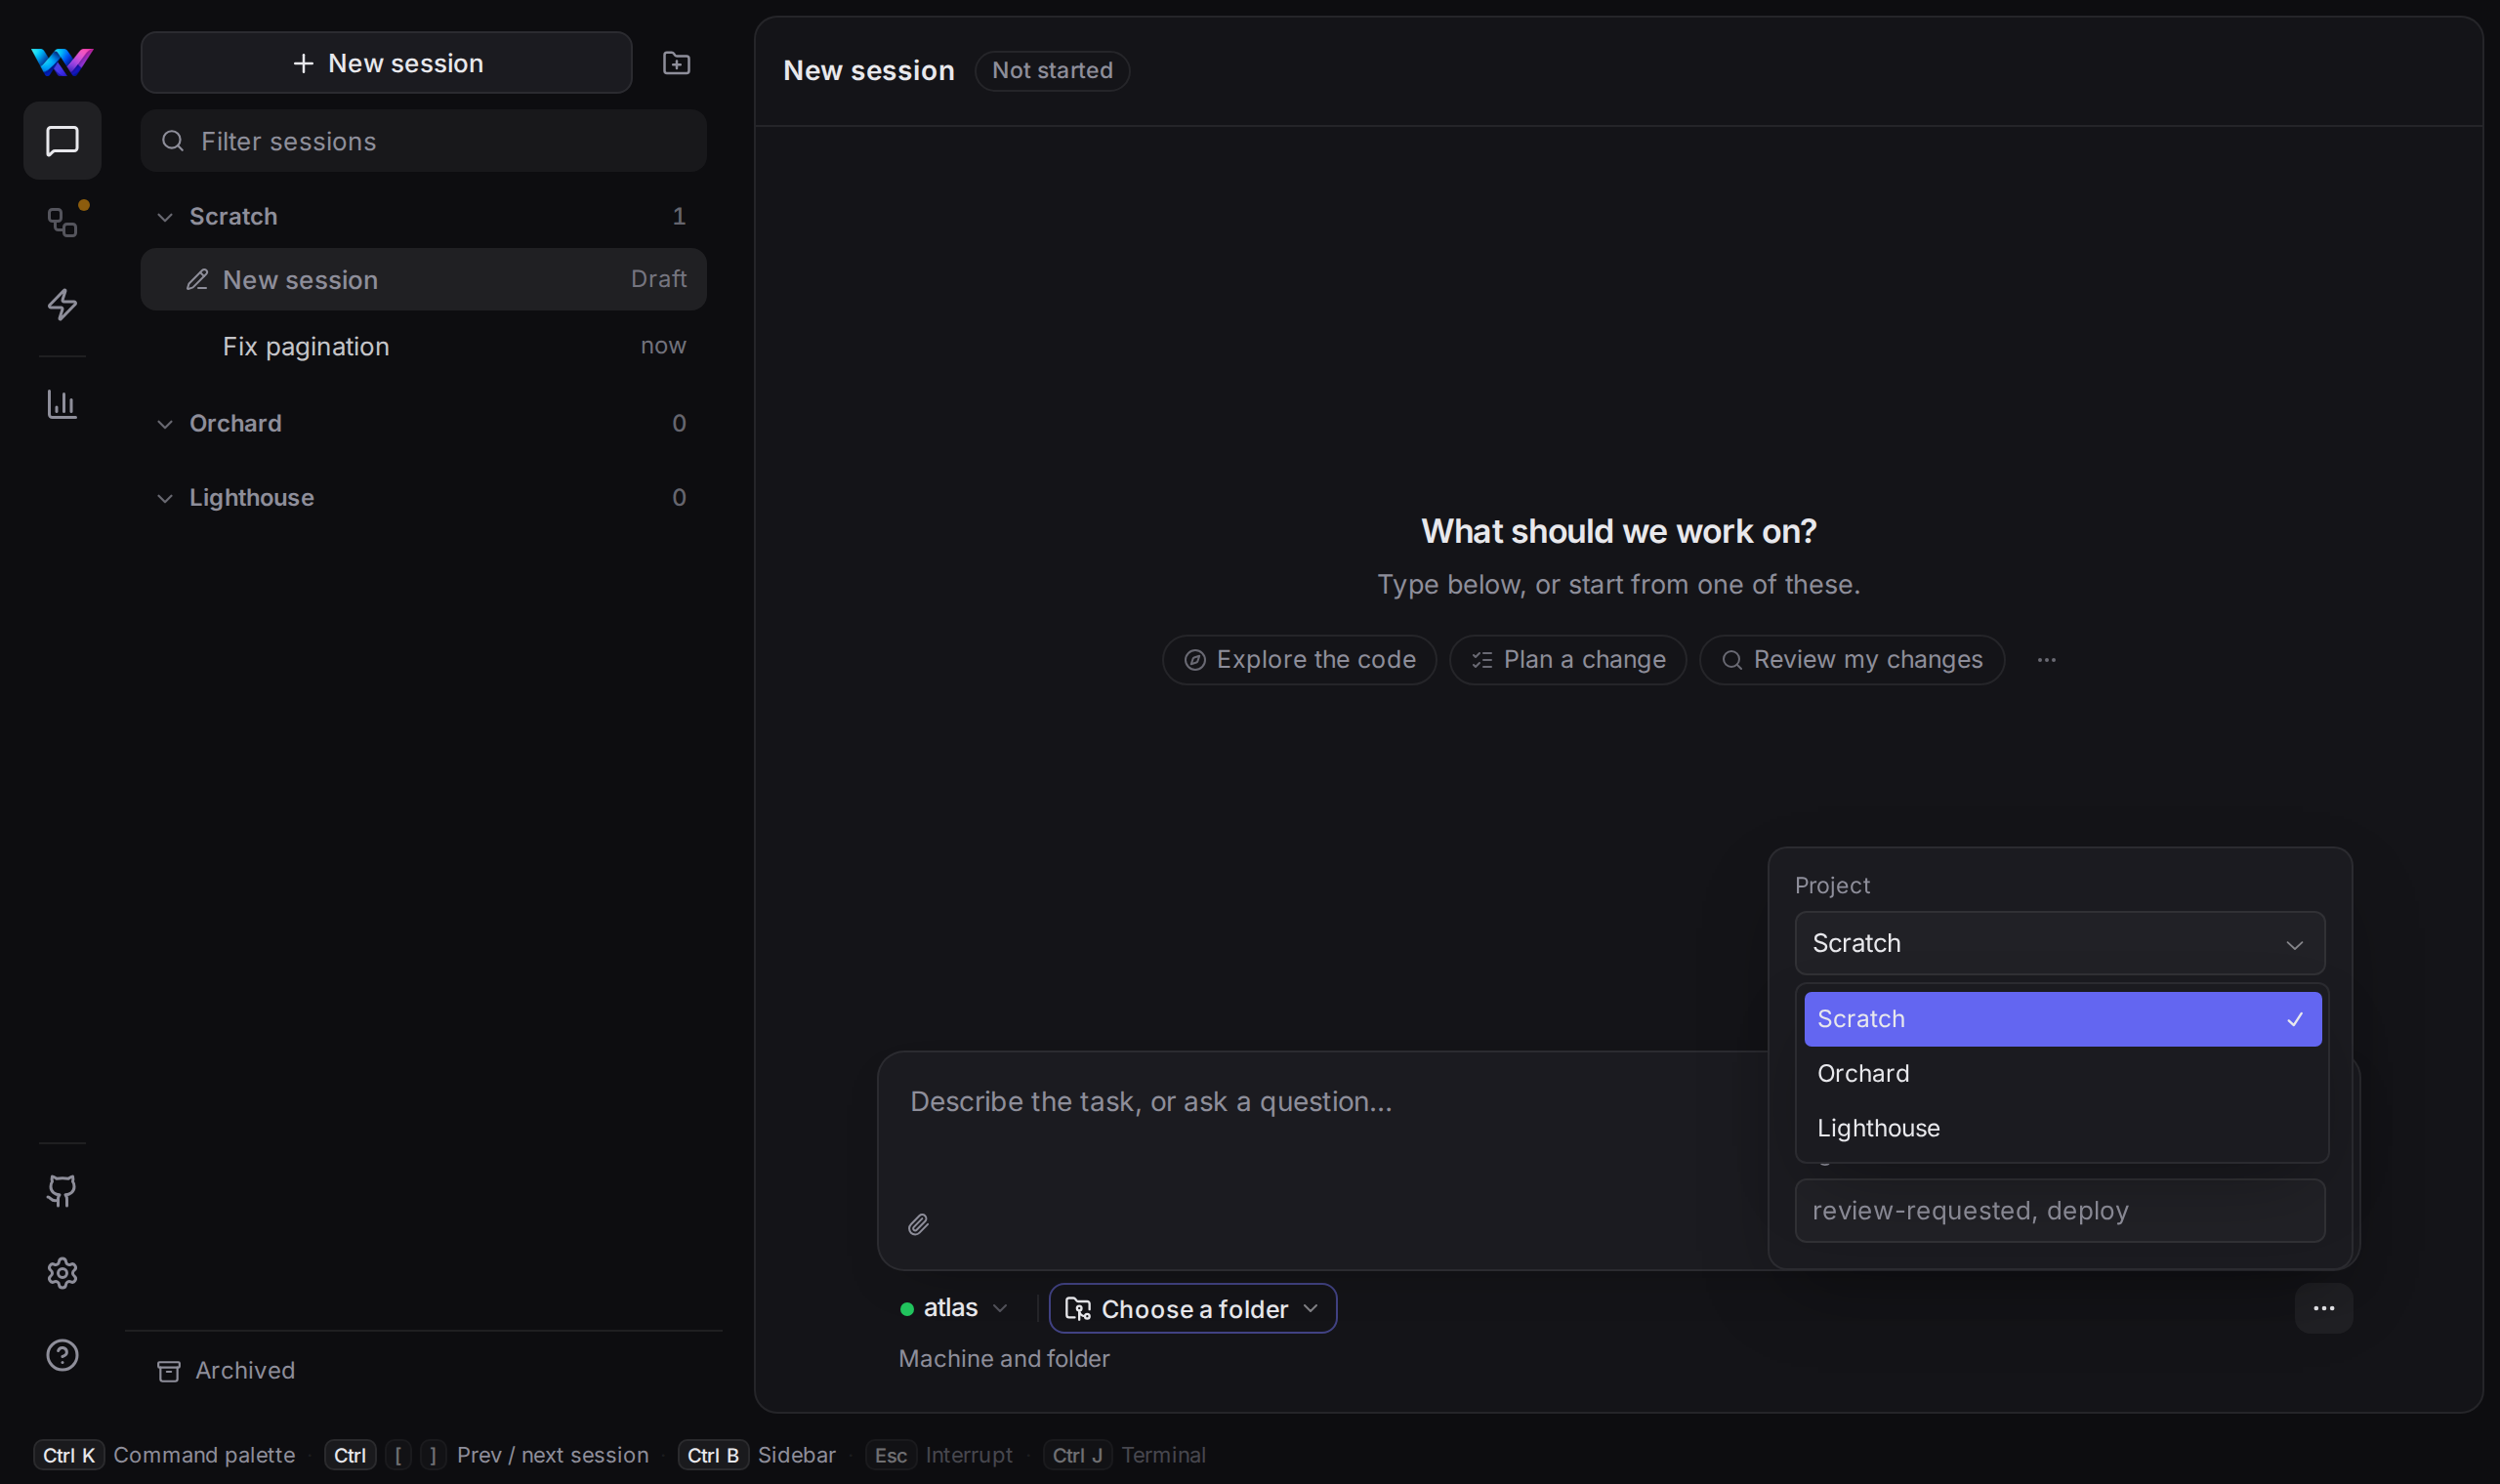 New session
Filter sessions
Scratch 1
New session Draft
Fix pagination now
Orchard 0
Lighthouse 0
Archived
New session Not started
What should we work on?
Type below, or start from one of these.
Explore the code Plan a change Review my changes
Project
Scratch
Scratch
Orchard
Lighthouse
review-requested, deploy
Describe the task, or ask a question...
atlas Choose a folder
Machine and folder
Ctrl K Command palette · Ctrl [ ] Prev / next session · Ctrl B Sidebar · Esc Interrupt · Ctrl J Terminal